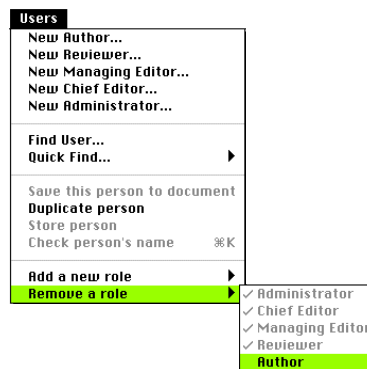 Users
New Author...
New Reviewer...
New Managing Editor...
New Chief Editor...
New Administrator...
Find User...
Quick Find...
Save this person to document
Duplicate person
Store person
Check person's name ⌘K
Add a new role
Remove a role
✓ Administrator
✓ Chief Editor
✓ Managing Editor
✓ Reviewer
Author